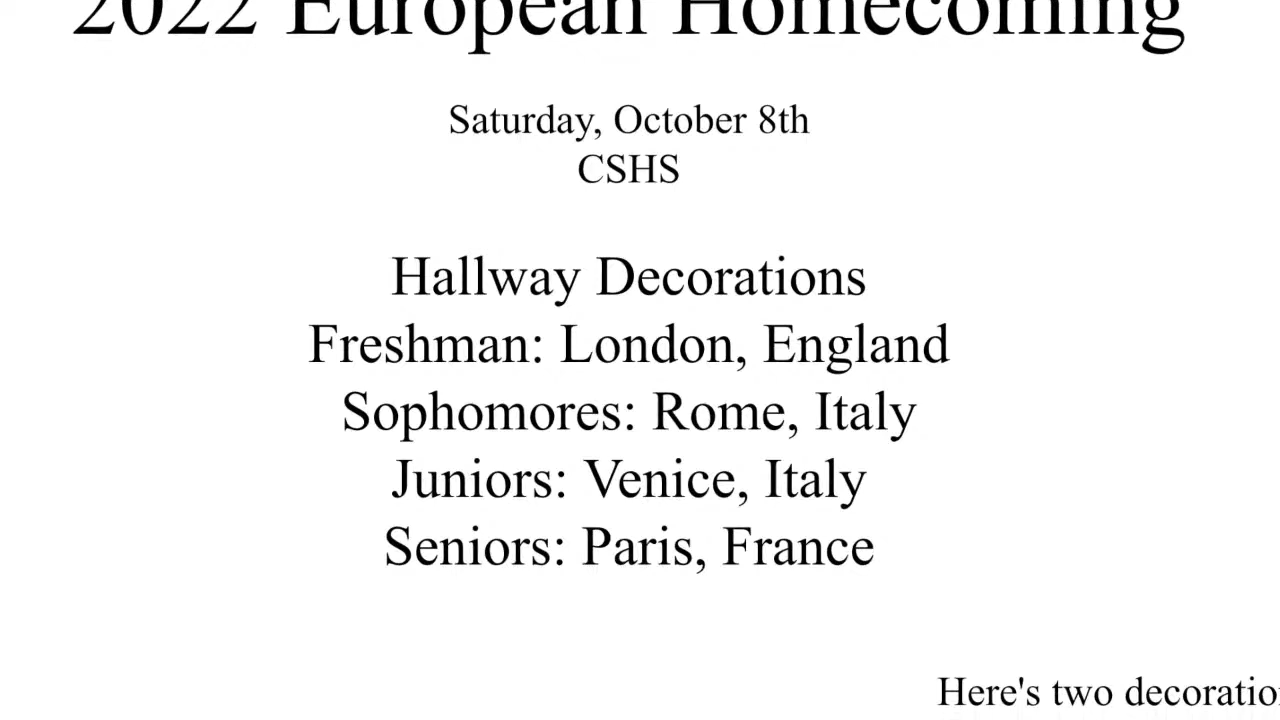 2022 European Homecoming
Saturday, October 8th
CSHS
Hallway Decorations
Freshman: London, England
Sophomores: Rome, Italy
Juniors: Venice, Italy
Seniors: Paris, France
Here's two